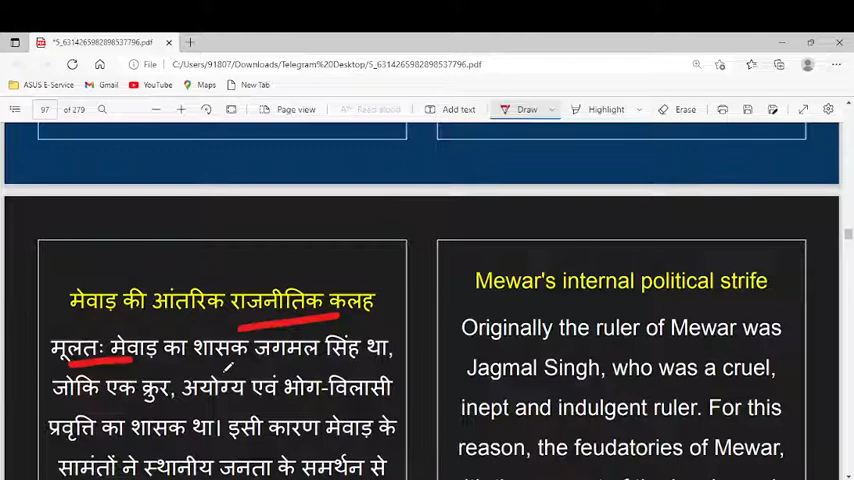 *5_6314265982898537796.pdf
File
C:/Users/91807/Downloads/Telegram%20Desktop/5_6314265982898537796.pdf
ASUS E-Service
Gmail
YouTube
Maps
New Tab
97 of 279
Page view
Read aloud
Add text
Draw
Highlight
Erase
मेवाड़ की आंतरिक राजनीतिक कलह
मूलतः मेवाड़ का शासक जगमल सिंह था,
जोकि एक क्रुर, अयोग्य एवं भोग-विलासी
प्रवृत्ति का शासक था। इसी कारण मेवाड़ के
सामंतों ने स्थानीय जनता के समर्थन से
Mewar's internal political strife
Originally the ruler of Mewar was
Jagmal Singh, who was a cruel,
inept and indulgent ruler. For this
reason, the feudatories of Mewar,